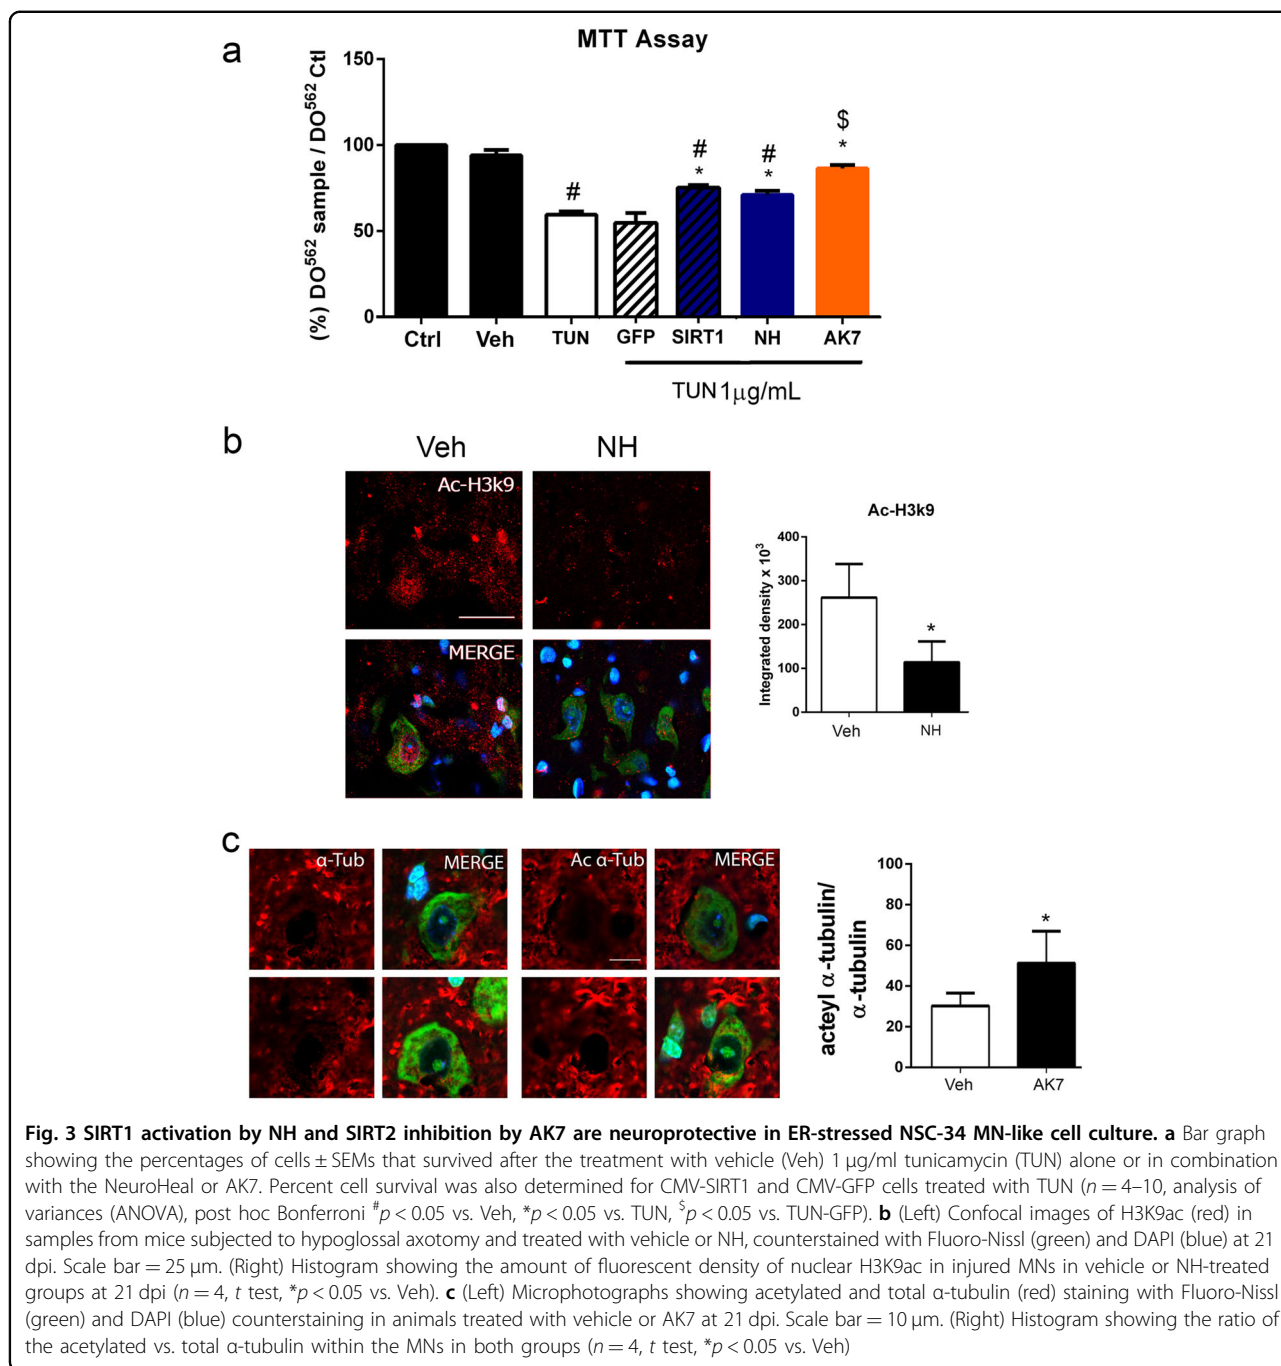 a
MTT Assay
(%) DO⁵⁶² sample / DO⁵⁶² Ctl
150
100
50
0
#
#
*
#
*
$
*
Ctrl Veh TUN GFP SIRT1 NH AK7
TUN 1µg/mL
b
Veh NH
Ac-H3k9
MERGE
Ac-H3k9
Integrated density x 10³
400
300
200
100
0
*
Veh NH
c
α-Tub MERGE Ac α-Tub MERGE
acteyl α-tubulin/
α-tubulin
100
80
60
40
20
0
*
Veh AK7
Fig. 3 SIRT1 activation by NH and SIRT2 inhibition by AK7 are neuroprotective in ER-stressed NSC-34 MN-like cell culture. a Bar graph
showing the percentages of cells ± SEMs that survived after the treatment with vehicle (Veh) 1 µg/ml tunicamycin (TUN) alone or in combination
with the NeuroHeal or AK7. Percent cell survival was also determined for CMV-SIRT1 and CMV-GFP cells treated with TUN (n = 4–10, analysis of
variances (ANOVA), post hoc Bonferroni #p < 0.05 vs. Veh, *p < 0.05 vs. TUN, $p < 0.05 vs. TUN-GFP). b (Left) Confocal images of H3K9ac (red) in
samples from mice subjected to hypoglossal axotomy and treated with vehicle or NH, counterstained with Fluoro-Nissl (green) and DAPI (blue) at 21
dpi. Scale bar = 25 µm. (Right) Histogram showing the amount of fluorescent density of nuclear H3K9ac in injured MNs in vehicle or NH-treated
groups at 21 dpi (n = 4, t test, *p < 0.05 vs. Veh). c (Left) Microphotographs showing acetylated and total α-tubulin (red) staining with Fluoro-Nissl
(green) and DAPI (blue) counterstaining in animals treated with vehicle or AK7 at 21 dpi. Scale bar = 10 µm. (Right) Histogram showing the ratio of
the acetylated vs. total α-tubulin within the MNs in both groups (n = 4, t test, *p < 0.05 vs. Veh)